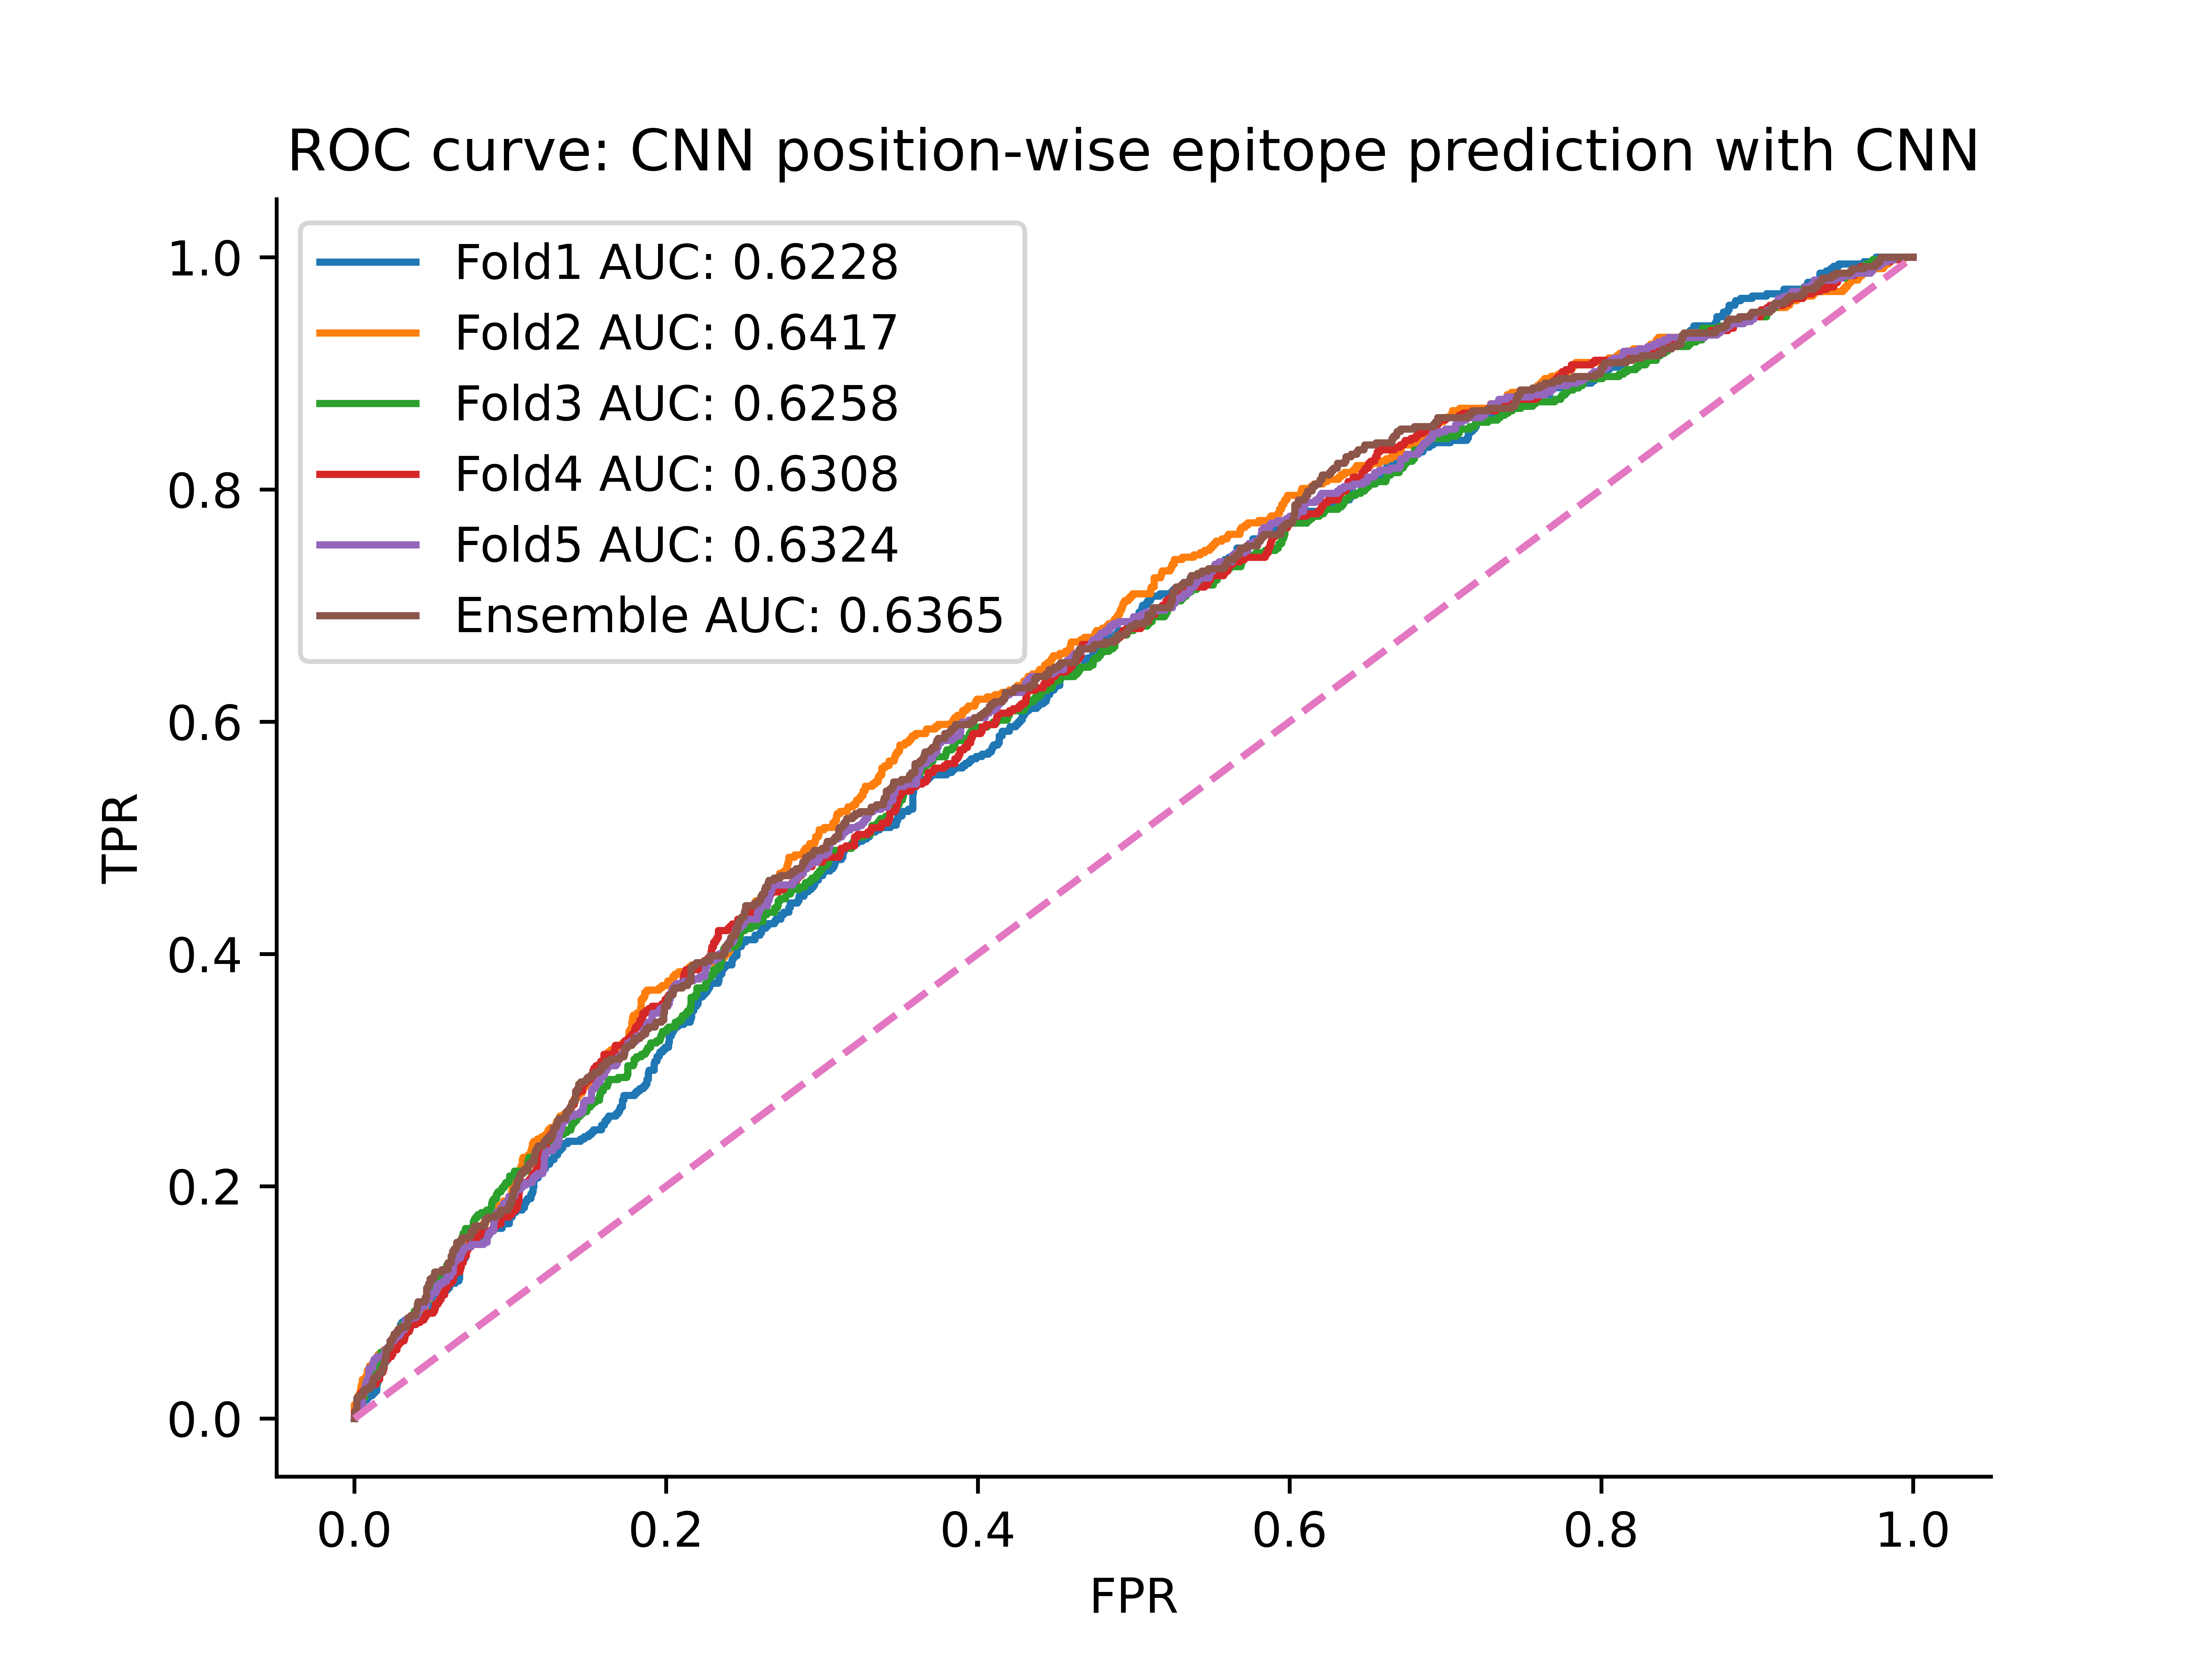 ROC curve: CNN position-wise epitope prediction with CNN
Fold1 AUC: 0.6228
Fold2 AUC: 0.6417
Fold3 AUC: 0.6258
Fold4 AUC: 0.6308
Fold5 AUC: 0.6324
Ensemble AUC: 0.6365
TPR
1.0
0.8
0.6
0.4
0.2
0.0
0.0 0.2 0.4 0.6 0.8 1.0
FPR